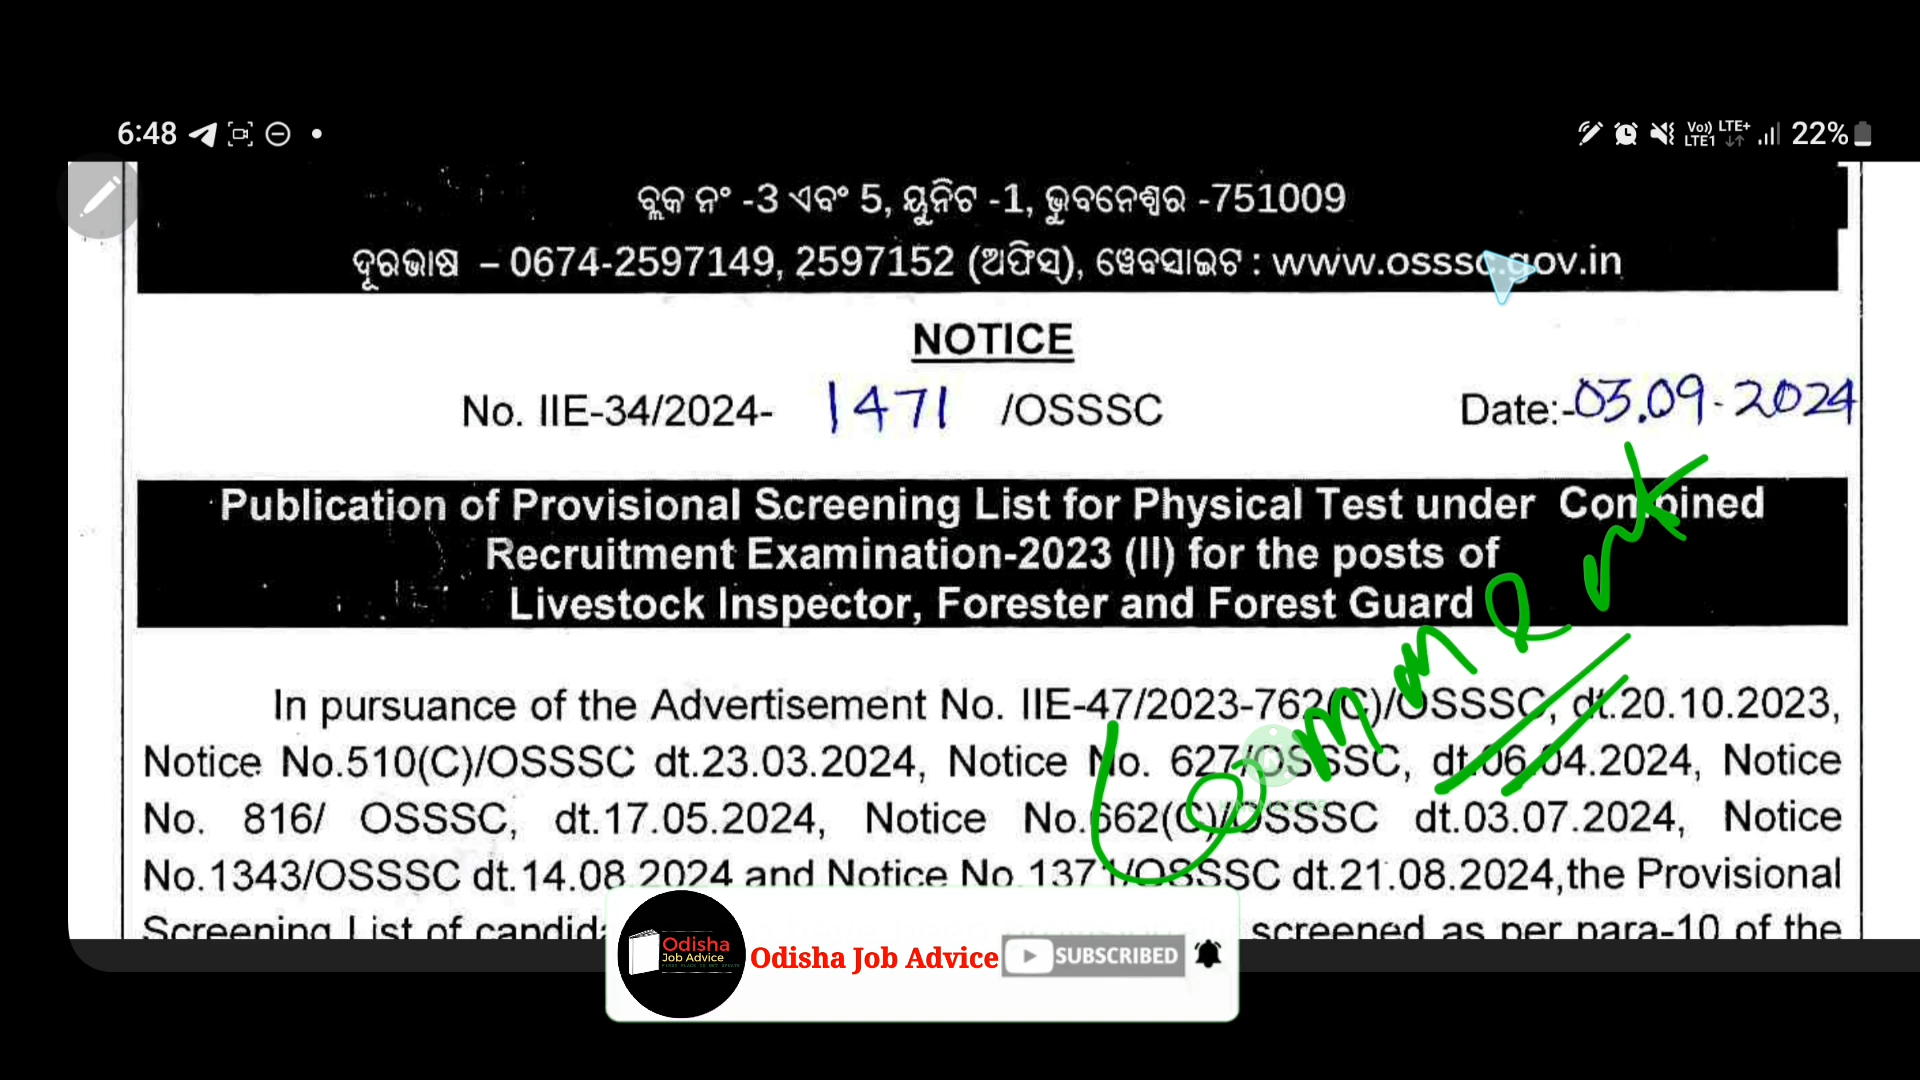 6:48
Vo)) LTE+
LTE1
22%
ବ୍ଲକ ନଂ -3 ଏବଂ 5, ୟୁନିଟ -1, ଭୁବନେଶ୍ୱର -751009
ଦୂରଭାଷ – 0674-2597149, 2597152 (ଅଫିସ୍), ୱେବସାଇଟ : www.osssc.gov.in
NOTICE
No. IIE-34/2024- 1471 /OSSSC Date:-03.09.2024
Publication of Provisional Screening List for Physical Test under Combined
Recruitment Examination-2023 (II) for the posts of
Livestock Inspector, Forester and Forest Guard
Comment
In pursuance of the Advertisement No. IIE-47/2023-762(C)/OSSSC, dt.20.10.2023,
Notice No.510(C)/OSSSC dt.23.03.2024, Notice No. 627/OSSSC, dt.06.04.2024, Notice
No. 816/ OSSSC, dt.17.05.2024, Notice No.662(C)/OSSSC dt.03.07.2024, Notice
No.1343/OSSSC dt.14.08.2024 and Notice No.1371/OSSSC dt.21.08.2024,the Provisional
Screening List of screened as per para-10 of the
KINEMASTER
Odisha
Job Advice
Odisha Job Advice
SUBSCRIBED